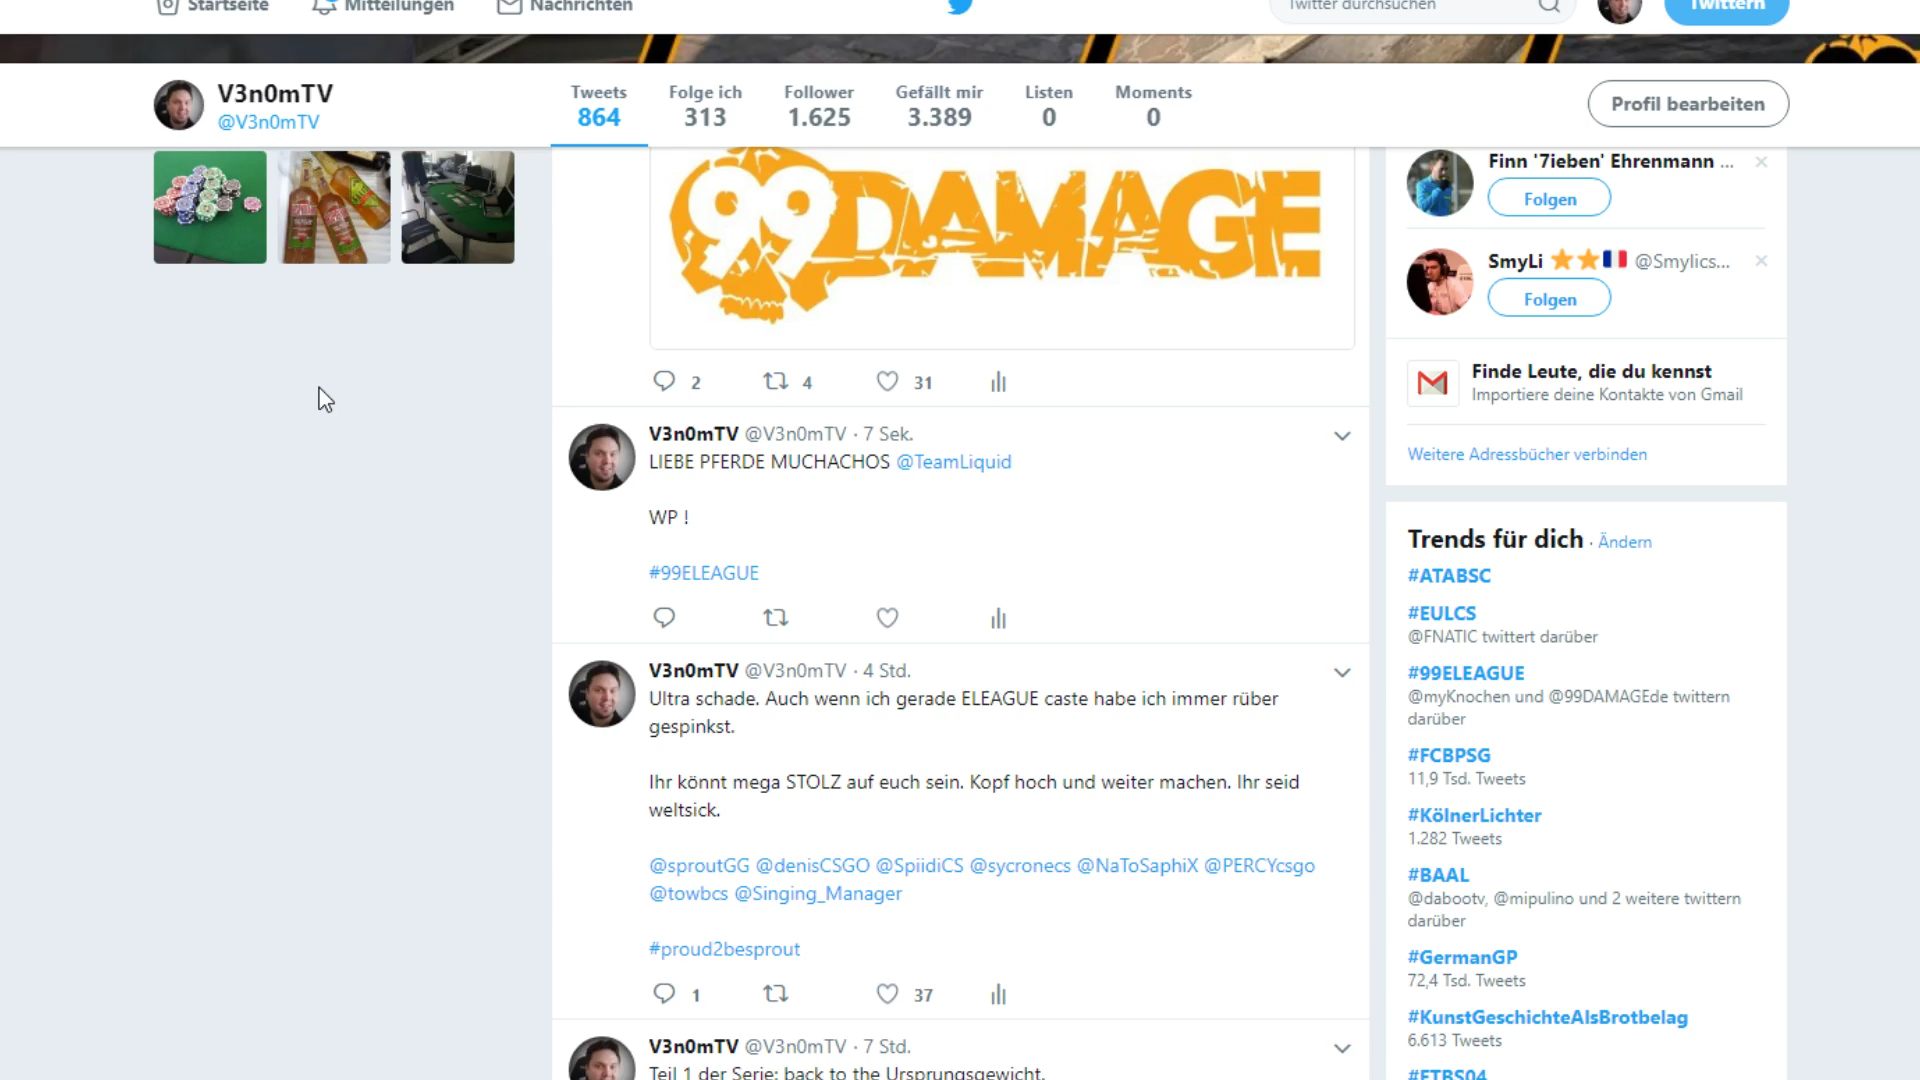 Startseite
Mitteilungen
Nachrichten
Twitter durchsuchen
Twittern
V3n0mTV
@V3n0mTV
Tweets
864
Folge ich
313
Follower
1.625
Gefällt mir
3.389
Listen
0
Moments
0
Profil bearbeiten
99DAMAGE
2
4
31
V3n0mTV @V3n0mTV · 7 Sek.
LIEBE PFERDE MUCHACHOS @TeamLiquid
WP !
#99ELEAGUE
V3n0mTV @V3n0mTV · 4 Std.
Ultra schade. Auch wenn ich gerade ELEAGUE caste habe ich immer rüber
gespinkst.
Ihr könnt mega STOLZ auf euch sein. Kopf hoch und weiter machen. Ihr seid
weltsick.
@sproutGG @denisCSGO @SpiidiCS @sycronecs @NaToSaphiX @PERCYcsgo
@towbcs @Singing_Manager
#proud2besprout
1
37
V3n0mTV @V3n0mTV · 7 Std.
Teil 1 der Serie: back to the Ursprungsgewicht.
Finn '7ieben' Ehrenmann ...
Folgen
SmyLi @Smylics...
Folgen
Finde Leute, die du kennst
Importiere deine Kontakte von Gmail
Weitere Adressbücher verbinden
Trends für dich · Ändern
#ATABSC
#EULCS
@FNATIC twittert darüber
#99ELEAGUE
@myKnochen und @99DAMAGEde twittern
darüber
#FCBPSG
11,9 Tsd. Tweets
#KölnerLichter
1.282 Tweets
#BAAL
@dabootv, @mipulino und 2 weitere twittern
darüber
#GermanGP
72,4 Tsd. Tweets
#KunstGeschichteAlsBrotbelag
6.613 Tweets
#FTBS04